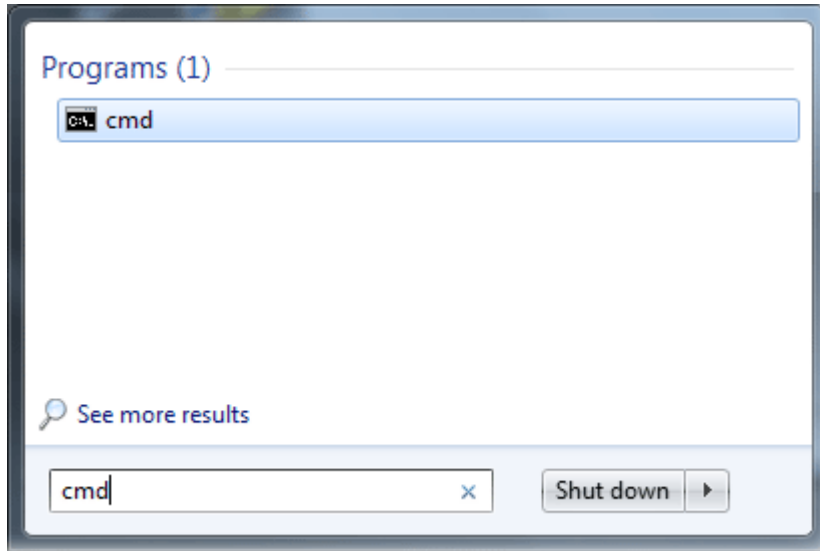 Programs (1)
C:\. cmd
See more results
cmd
Shut down